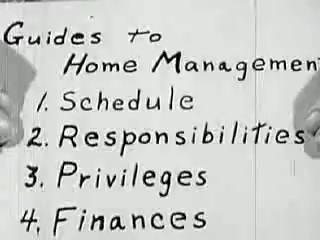 Guides to
Home Managemen
1. Schedule
2. Responsibilities
3. Privileges
4. Finances